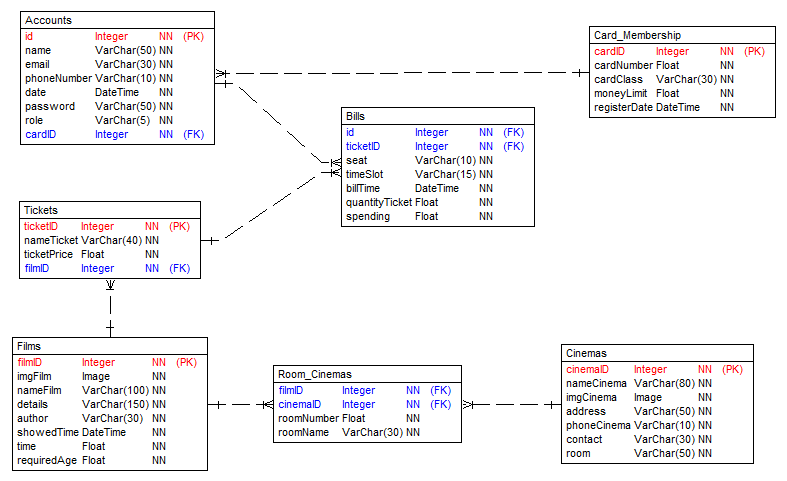 Accounts
id Integer NN (PK)
name VarChar(50) NN
email VarChar(30) NN
phoneNumber VarChar(10) NN
date DateTime NN
password VarChar(50) NN
role VarChar(5) NN
cardID Integer NN (FK)
Card_Membership
cardID Integer NN (PK)
cardNumber Float NN
cardClass VarChar(30) NN
moneyLimit Float NN
registerDate DateTime NN
Bills
id Integer NN (FK)
ticketID Integer NN (FK)
seat VarChar(10) NN
timeSlot VarChar(15) NN
billTime DateTime NN
quantityTicket Float NN
spending Float NN
Tickets
ticketID Integer NN (PK)
nameTicket VarChar(40) NN
ticketPrice Float NN
filmID Integer NN (FK)
Films
filmID Integer NN (PK)
imgFilm Image NN
nameFilm VarChar(100) NN
details VarChar(150) NN
author VarChar(30) NN
showedTime DateTime NN
time Float NN
requiredAge Float NN
Room_Cinemas
filmID Integer NN (FK)
cinemaID Integer NN (FK)
roomNumber Float NN
roomName VarChar(30) NN
Cinemas
cinemaID Integer NN (PK)
nameCinema VarChar(80) NN
imgCinema Image NN
address VarChar(50) NN
phoneCinema VarChar(10) NN
contact VarChar(30) NN
room VarChar(50) NN